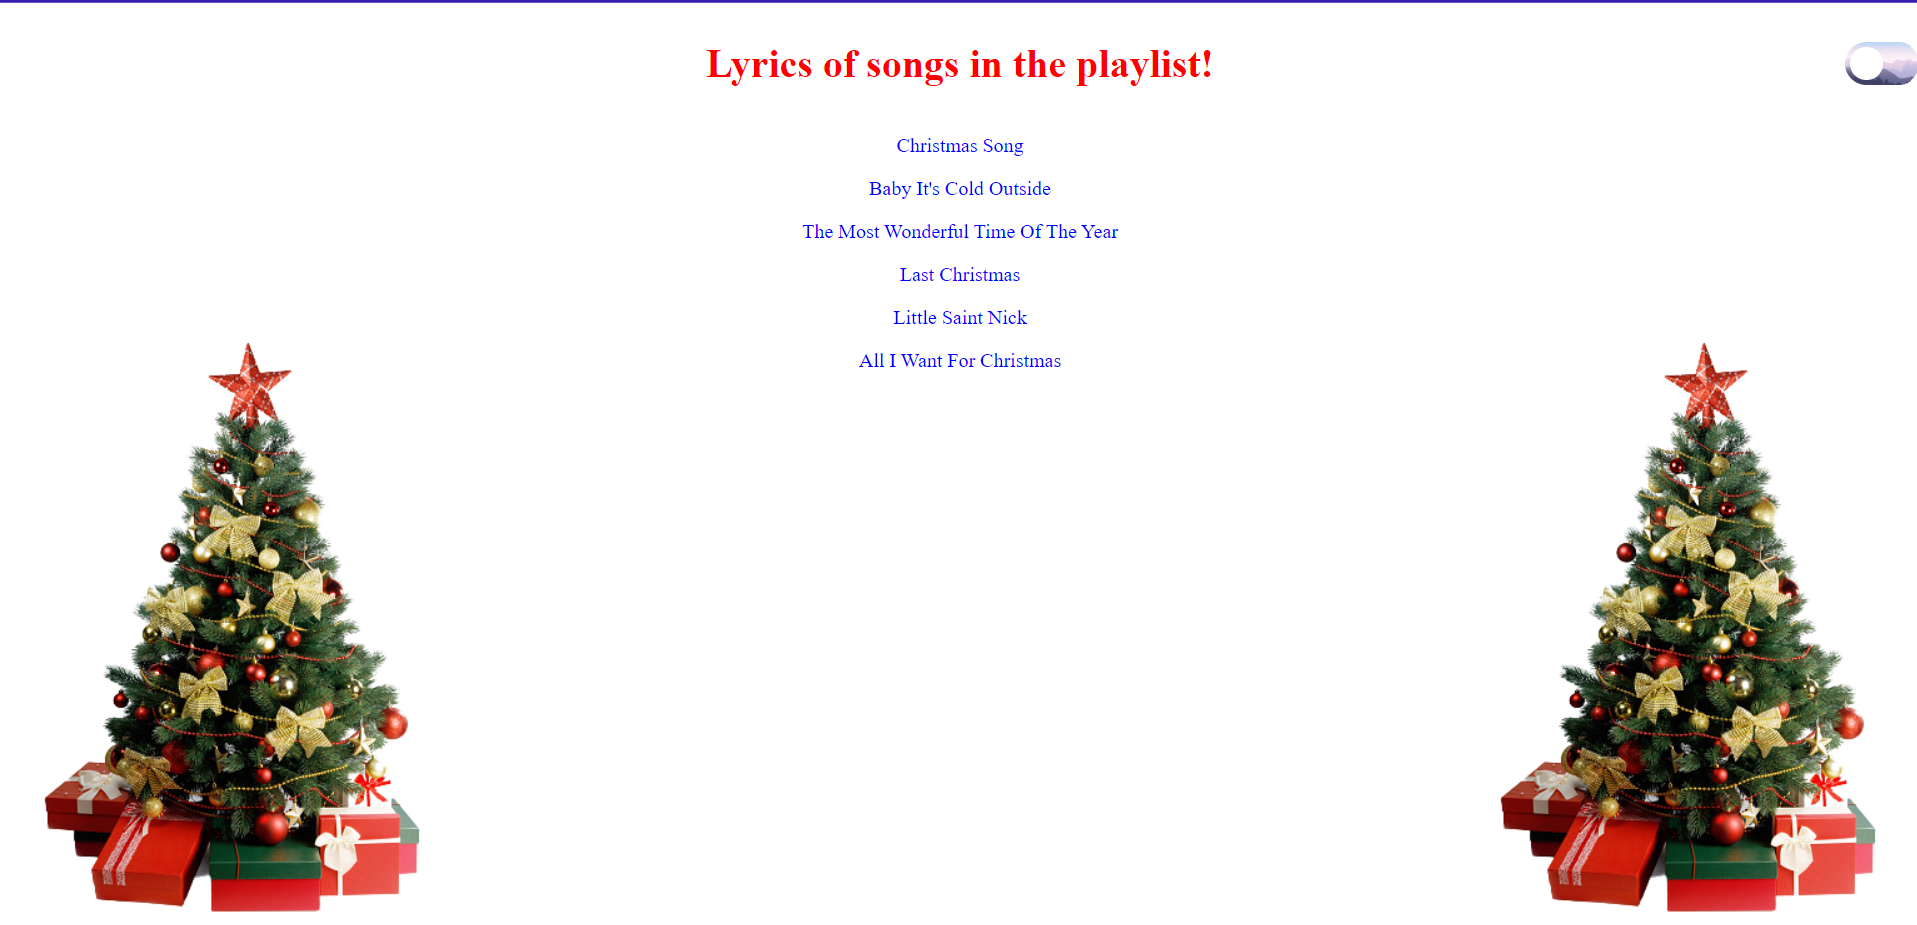 Lyrics of songs in the playlist!
Christmas Song
Baby It's Cold Outside
The Most Wonderful Time Of The Year
Last Christmas
Little Saint Nick
All I Want For Christmas